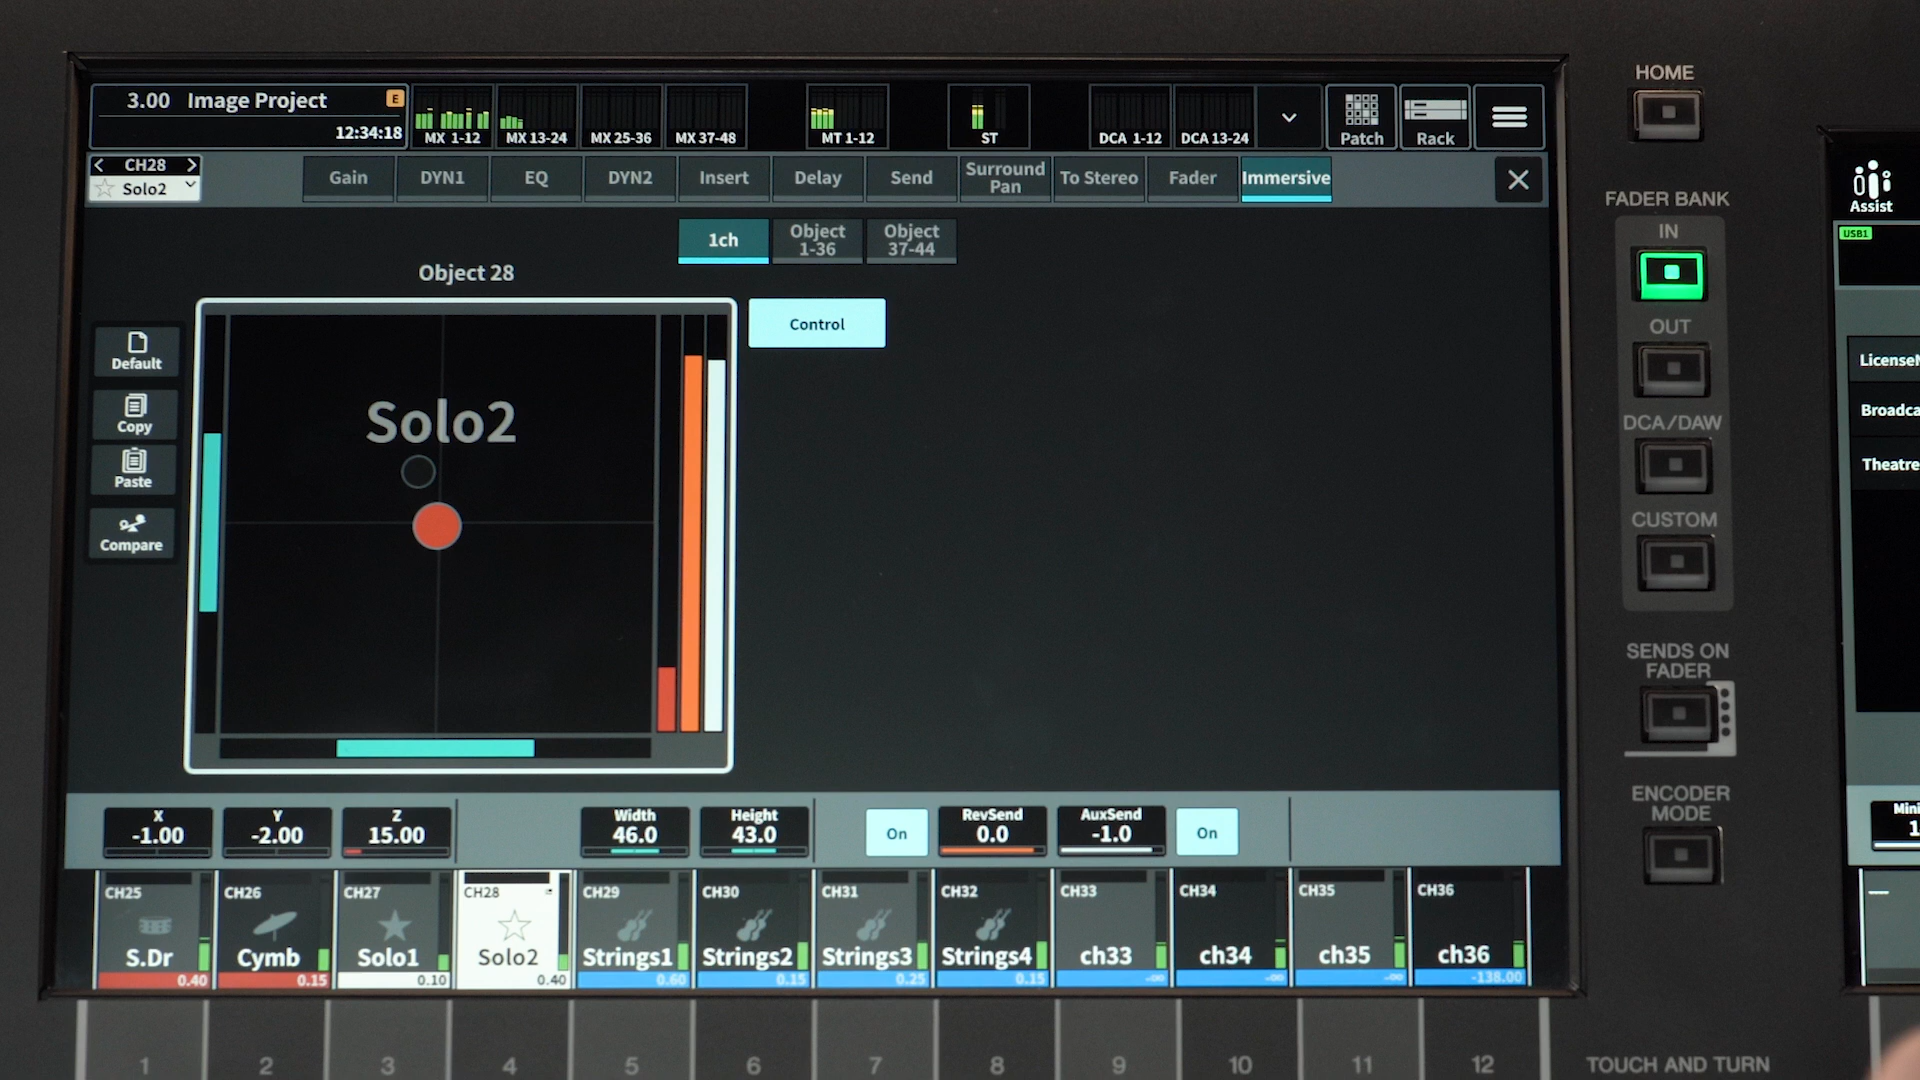 HOME
3.00 Image Project E
12:34:18
MX 1-12
MX 13-24
MX 25-36
MX 37-48
MT 1-12
ST
DCA 1-12
DCA 13-24
Patch
Rack
CH28
Solo2
Gain
DYN1
EQ
DYN2
Insert
Delay
Send
Surround
Pan
To Stereo
Fader
Immersive
1ch
Object
1-36
Object
37-44
Object 28
Control
Default
Copy
Paste
Compare
Solo2
X
-1.00
Y
-2.00
Z
15.00
Width
46.0
Height
43.0
On
RevSend
0.0
AuxSend
-1.0
On
CH25
S.Dr
0.40
CH26
Cymb
0.15
CH27
Solo1
0.10
CH28
Solo2
0.40
CH29
Strings1
0.60
CH30
Strings2
0.15
CH31
Strings3
0.25
CH32
Strings4
0.15
CH33
ch33
-∞
CH34
ch34
-∞
CH35
ch35
-∞
CH36
ch36
-138.00
1 2 3 4 5 6 7 8 9 10 11 12
FADER BANK
IN
OUT
DCA/DAW
CUSTOM
SENDS ON
FADER
ENCODER
MODE
TOUCH AND TURN
Assist
USB1